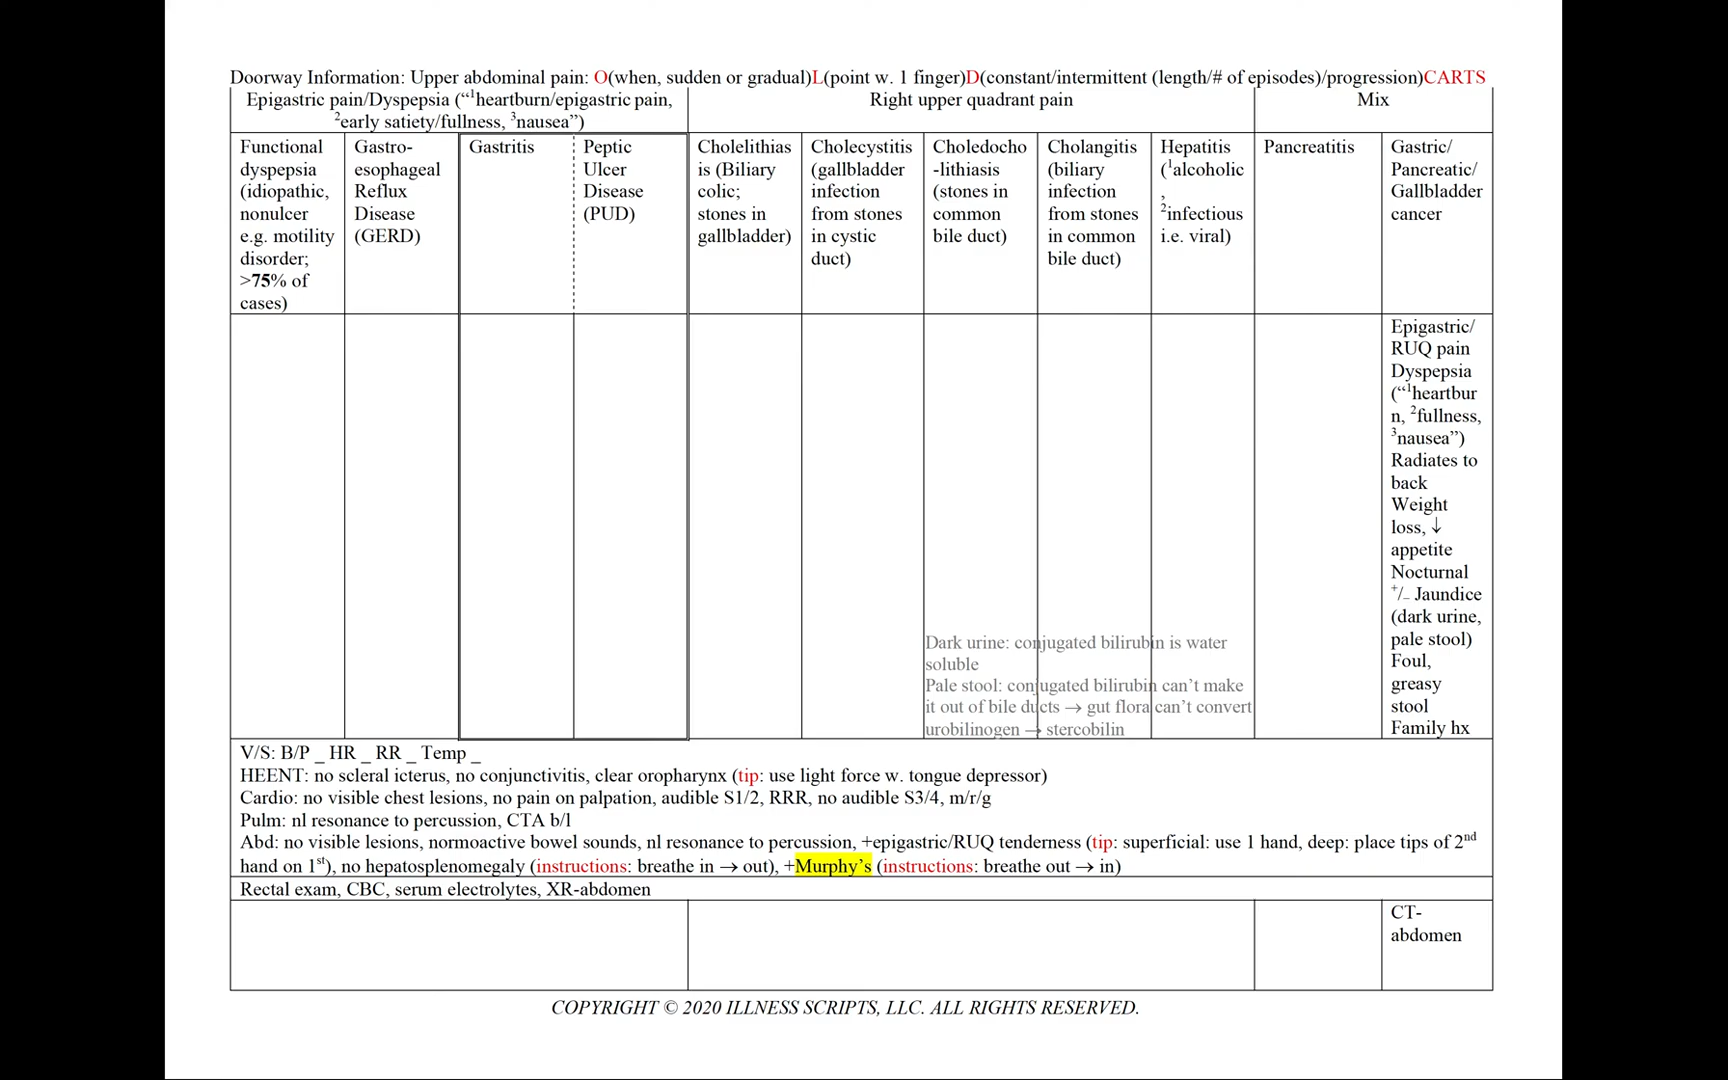 Doorway Information: Upper abdominal pain: O(when, sudden or gradual)L(point w. 1 finger)D(constant/intermittent (length/# of episodes)/progression)CARTS
Epigastric pain/Dyspepsia (“¹heartburn/epigastric pain,
²early satiety/fullness, ³nausea”)
Right upper quadrant pain
Mix
Functional
dyspepsia
(idiopathic,
nonulcer
e.g. motility
disorder;
>75% of
cases)
Gastro-
esophageal
Reflux
Disease
(GERD)
Gastritis
Peptic
Ulcer
Disease
(PUD)
Cholelithias
is (Biliary
colic;
stones in
gallbladder)
Cholecystitis
(gallbladder
infection
from stones
in cystic
duct)
Choledocho
-lithiasis
(stones in
common
bile duct)
Cholangitis
(biliary
infection
from stones
in common
bile duct)
Hepatitis
(¹alcoholic
,
²infectious
i.e. viral)
Pancreatitis
Gastric/
Pancreatic/
Gallbladder
cancer
Dark urine: conjugated bilirubin is water
soluble
Pale stool: conjugated bilirubin can’t make
it out of bile ducts → gut flora can’t convert
urobilinogen → stercobilin
Epigastric/
RUQ pain
Dyspepsia
(“¹heartbur
n, ²fullness,
³nausea”)
Radiates to
back
Weight
loss, ↓
appetite
Nocturnal
⁺/₋ Jaundice
(dark urine,
pale stool)
Foul,
greasy
stool
Family hx
V/S: B/P _ HR _ RR _ Temp _
HEENT: no scleral icterus, no conjunctivitis, clear oropharynx (tip: use light force w. tongue depressor)
Cardio: no visible chest lesions, no pain on palpation, audible S1/2, RRR, no audible S3/4, m/r/g
Pulm: nl resonance to percussion, CTA b/l
Abd: no visible lesions, normoactive bowel sounds, nl resonance to percussion, +epigastric/RUQ tenderness (tip: superficial: use 1 hand, deep: place tips of 2ⁿᵈ
hand on 1ˢᵗ), no hepatosplenomegaly (instructions: breathe in → out), +Murphy’s (instructions: breathe out → in)
Rectal exam, CBC, serum electrolytes, XR-abdomen
CT-
abdomen
COPYRIGHT © 2020 ILLNESS SCRIPTS, LLC. ALL RIGHTS RESERVED.